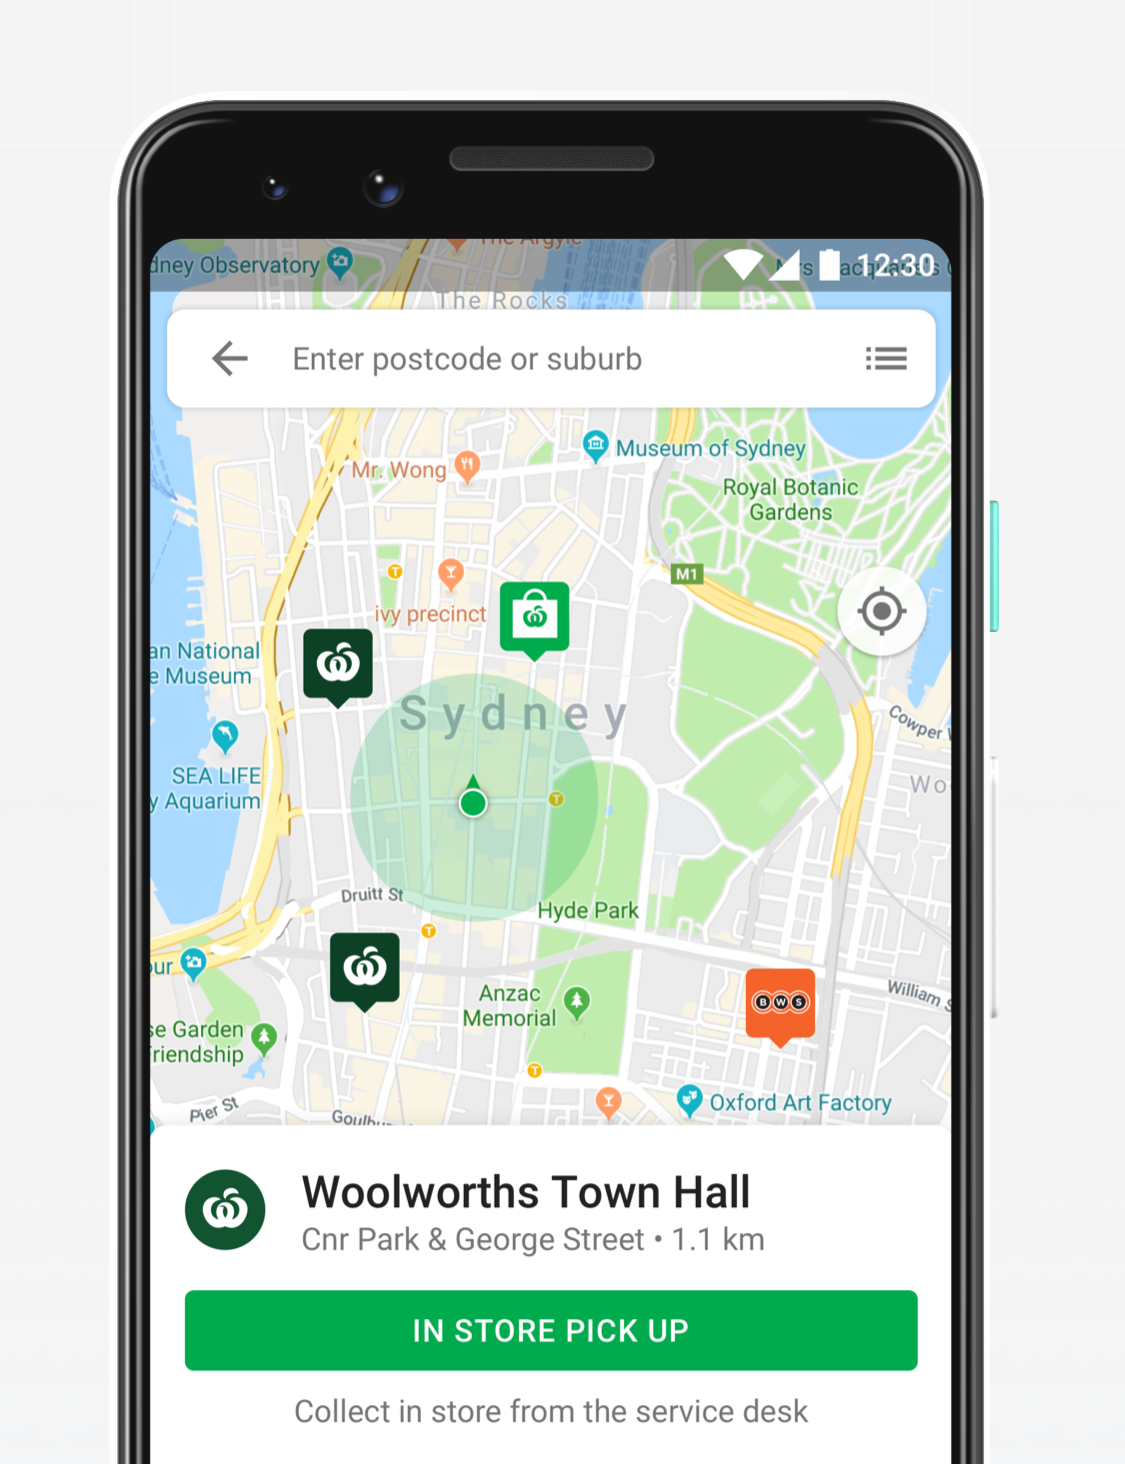 The Argyle
dney Observatory
12:30
The Rocks
Enter postcode or suburb
Museum of Sydney
Mr. Wong
Royal Botanic
Gardens
T
M1
ivy precinct
an National
e Museum
Sydney
Cowper
SEA LIFE
y Aquarium
Wo
T
Druitt St
Hyde Park
T
our
Anzac
Memorial
BWS
William S
se Garden
Friendship
T
Pier St
Oxford Art Factory
Goulbu
Woolworths Town Hall
Cnr Park & George Street • 1.1 km
IN STORE PICK UP
Collect in store from the service desk